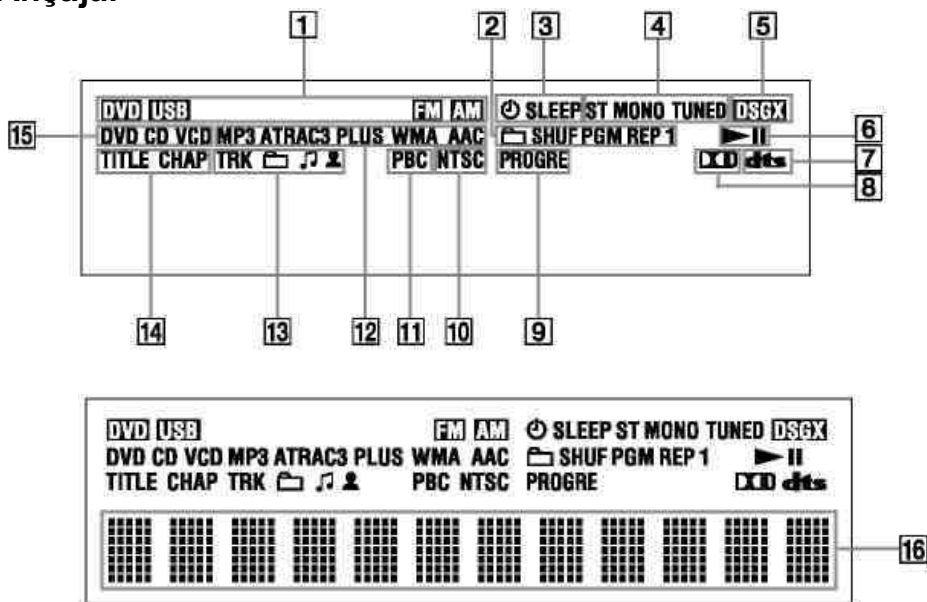 1 2 3 4 5
DVD USB FM AM SLEEP ST MONO TUNED DSGX
15 DVD CD VCD MP3 ATRAC3 PLUS WMA AAC SHUF PGM REP 1 6
TITLE CHAP TRK PBC NTSC PROGRE dts 7
8
14 13 12 11 10 9
DVD USB FM AM SLEEP ST MONO TUNED DSGX
DVD CD VCD MP3 ATRAC3 PLUS WMA AAC SHUF PGM REP 1
TITLE CHAP TRK PBC NTSC PROGRE dts
16